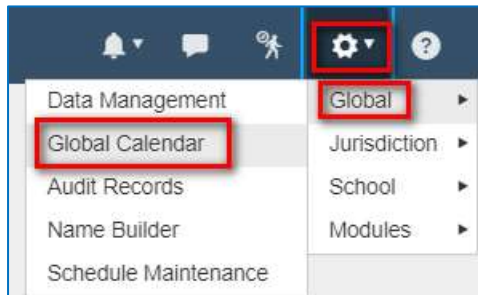 ?
Data Management
Global
Global Calendar
Jurisdiction
Audit Records
School
Name Builder
Modules
Schedule Maintenance